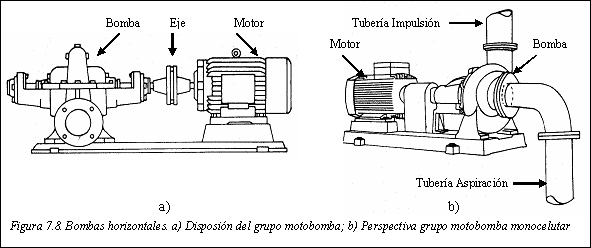 Bomba Eje Motor
Tubería Impulsión
Motor
Bomba
Tubería Aspiración
a) b)
Figura 7.8. Bombas horizontales. a) Disposión del grupo motobomba; b) Perspectiva grupo motobomba monocelutar